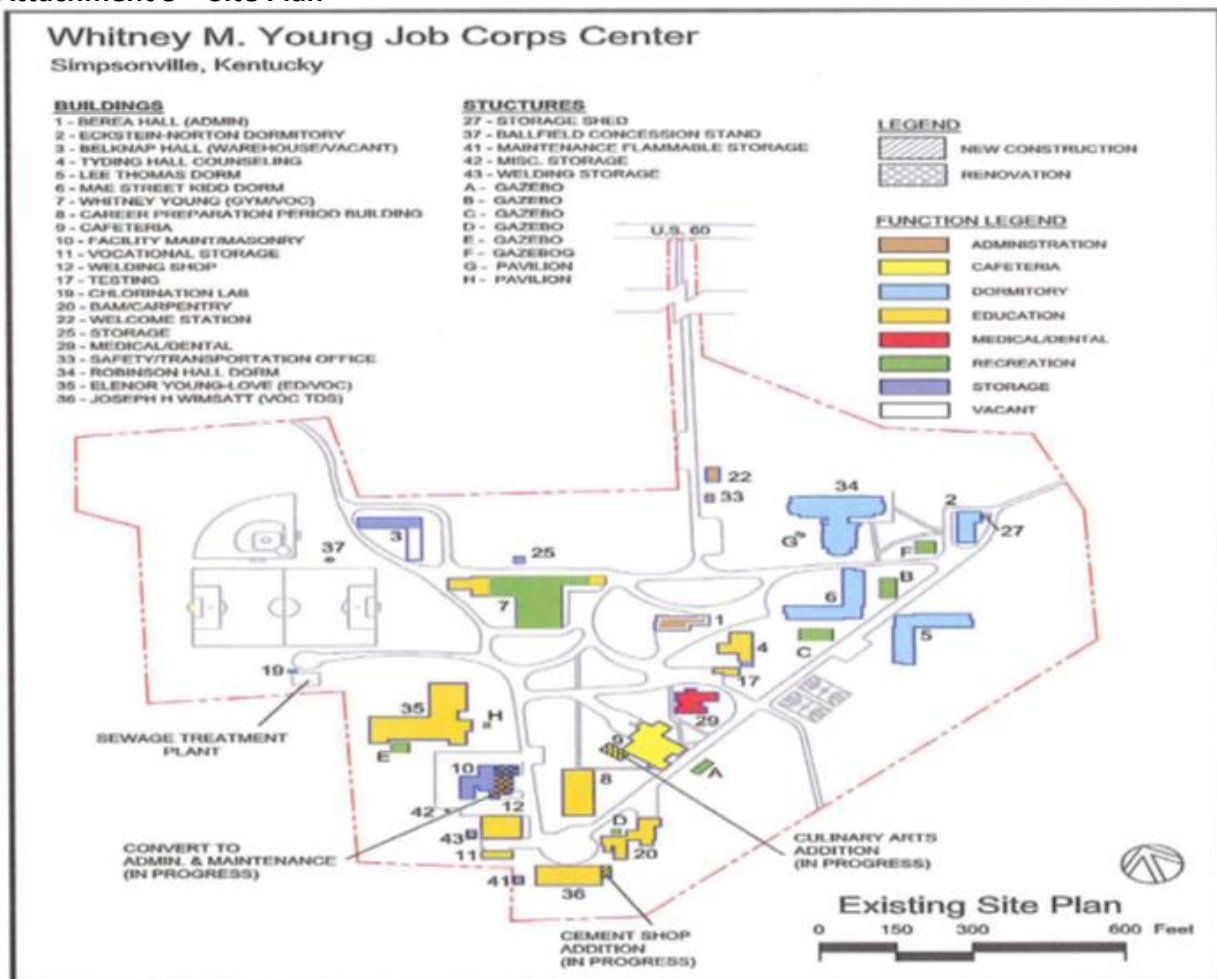 Attachment 3 – Site Plan
Whitney M. Young Job Corps Center
Simpsonville, Kentucky
BUILDINGS
1 - BEREA HALL (ADMIN)
2 - ECKSTEIN-NORTON DORMITORY
3 - BELKNAP HALL (WAREHOUSE/VACANT)
4 - TYDING HALL COUNSELING
5 - LEE THOMAS DORM
6 - MAE STREET KIDD DORM
7 - WHITNEY YOUNG (GYM/VOC)
8 - CAREER PREPARATION PERIOD BUILDING
9 - CAFETERIA
10 - FACILITY MAINT/MASONRY
11 - VOCATIONAL STORAGE
12 - WELDING SHOP
17 - TESTING
19 - CHLORINATION LAB
20 - BAM/CARPENTRY
22 - WELCOME STATION
25 - STORAGE
29 - MEDICAL/DENTAL
33 - SAFETY/TRANSPORTATION OFFICE
34 - ROBINSON HALL DORM
35 - ELENOR YOUNG-LOVE (ED/VOC)
36 - JOSEPH H WIMSATT (VOC TDS)
STUCTURES
27 - STORAGE SHED
37 - BALLFIELD CONCESSION STAND
41 - MAINTENANCE FLAMMABLE STORAGE
42 - MISC. STORAGE
43 - WELDING STORAGE
A - GAZEBO
B - GAZEBO
C - GAZEBO
D - GAZEBO
E - GAZEBO
F - GAZEBOG
G - PAVILION
H - PAVILION
LEGEND
NEW CONSTRUCTION
RENOVATION
FUNCTION LEGEND
ADMINISTRATION
CAFETERIA
DORMITORY
EDUCATION
MEDICAL/DENTAL
RECREATION
STORAGE
VACANT
U.S. 60
22
33
34
2
27
G
F
3
37
25
7
B
6
1
5
C
4
17
19
29
SEWAGE TREATMENT
PLANT
35
H
E
9
A
10
8
12
42
43
11
D
20
41
36
CONVERT TO
ADMIN. & MAINTENANCE
(IN PROGRESS)
CULINARY ARTS
ADDITION
(IN PROGRESS)
CEMENT SHOP
ADDITION
(IN PROGRESS)
Existing Site Plan
0 150 300 600 Feet